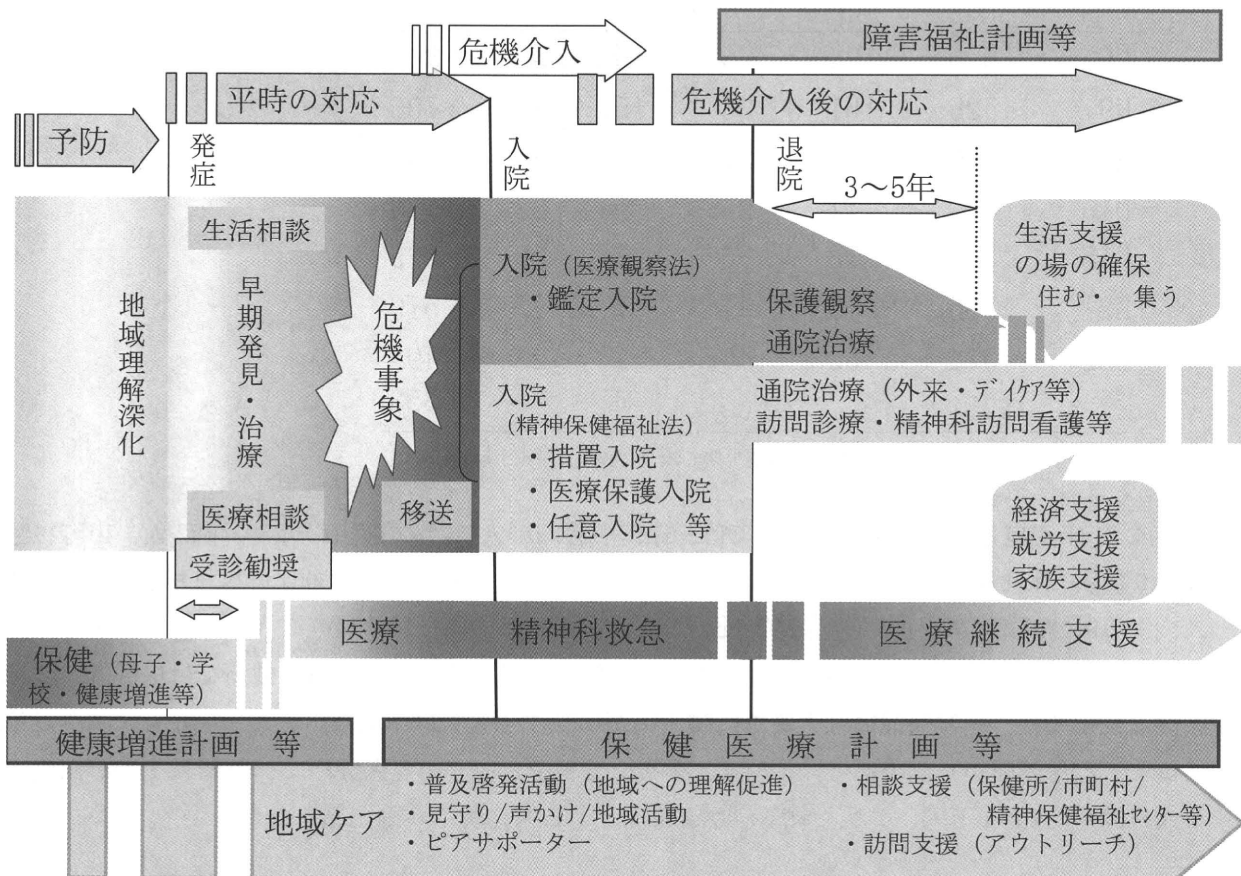 危機介入
障害福祉計画等
平時の対応
危機介入後の対応
予防
発症
入院
退院
3～5年
生活相談
入院（医療観察法）
・鑑定入院
生活支援
の場の確保
住む・　集う
地域理解深化
早期発見・治療
危機事象
保護観察
通院治療
入院
（精神保健福祉法）
・措置入院
・医療保護入院
・任意入院　等
通院治療（外来・ﾃﾞｲｹｱ等）
訪問診療・精神科訪問看護等
医療相談
移送
経済支援
就労支援
家族支援
受診勧奨
医療
精神科救急
医療継続支援
保健（母子・学
校・健康増進等）
健康増進計画　等
保健医療計画等
地域ケア
・普及啓発活動（地域への理解促進）
・見守り/声かけ/地域活動
・ピアサポーター
・相談支援（保健所/市町村/
精神保健福祉ｾﾝﾀｰ等）
・訪問支援（アウトリーチ）